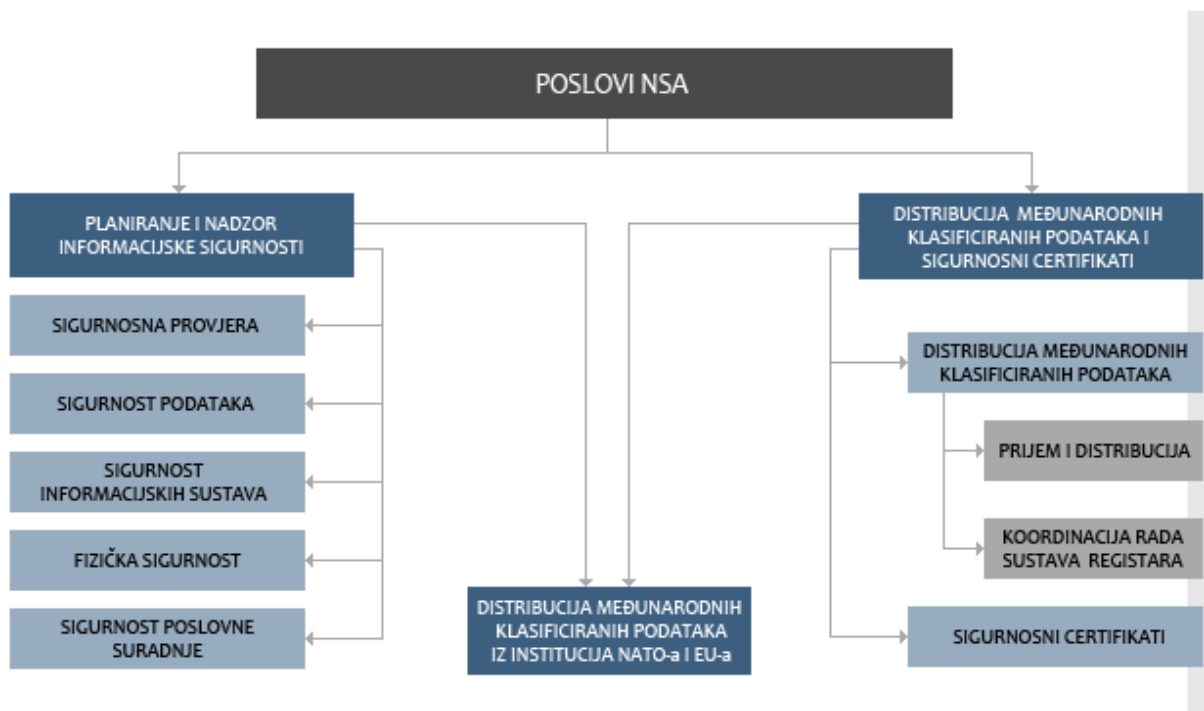 POSLOVI NSA
PLANIRANJE I NADZOR
INFORMACIJSKE SIGURNOSTI
SIGURNOSNA PROVJERA
SIGURNOST PODATAKA
SIGURNOST
INFORMACIJSKIH SUSTAVA
FIZIČKA SIGURNOST
SIGURNOST POSLOVNE
SURADNJE
DISTRIBUCIJA MEĐUNARODNIH
KLASIFICIRANIH PODATAKA
IZ INSTITUCIJA NATO-a I EU-a
DISTRIBUCIJA MEĐUNARODNIH
KLASIFICIRANIH PODATAKA I
SIGURNOSNI CERTIFIKATI
DISTRIBUCIJA MEĐUNARODNIH
KLASIFICIRANIH PODATAKA
PRIJEM I DISTRIBUCIJA
KOORDINACIJA RADA
SUSTAVA REGISTARA
SIGURNOSNI CERTIFIKATI